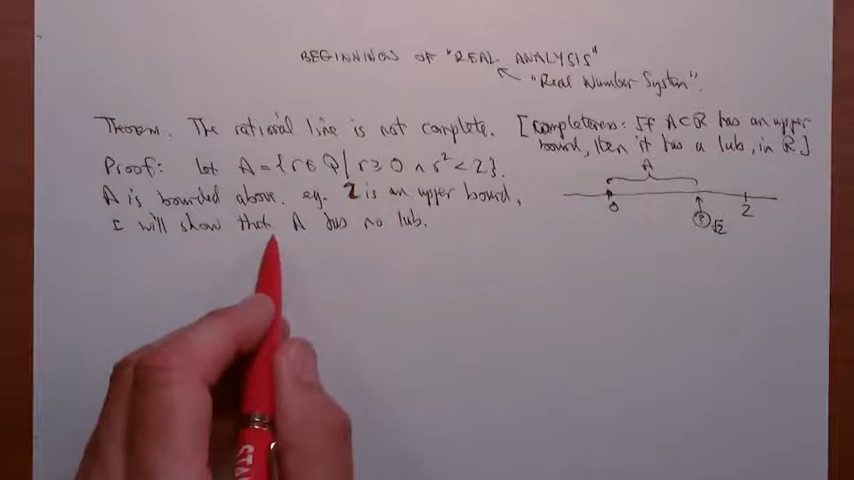 BEGINNINGS OF "REAL ANALYSIS"
"Real Number System".
Theorem. The rational line is not complete. [completeness: If A⊂R has an upper
bound, then it has a lub, in R]
Proof: Let A = {r∈Q | r≥0 ∧ r²<2}.
A is bounded above. eg. 2 is an upper bound.
I will show that A has no lub.
A
0
? √2
2
STA